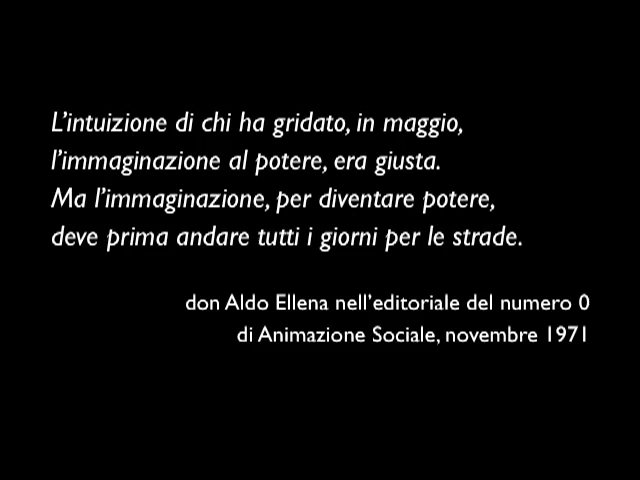 L'intuizione di chi ha gridato, in maggio,
l'immaginazione al potere, era giusta.
Ma l'immaginazione, per diventare potere,
deve prima andare tutti i giorni per le strade.
don Aldo Ellena nell'editoriale del numero 0
di Animazione Sociale, novembre 1971